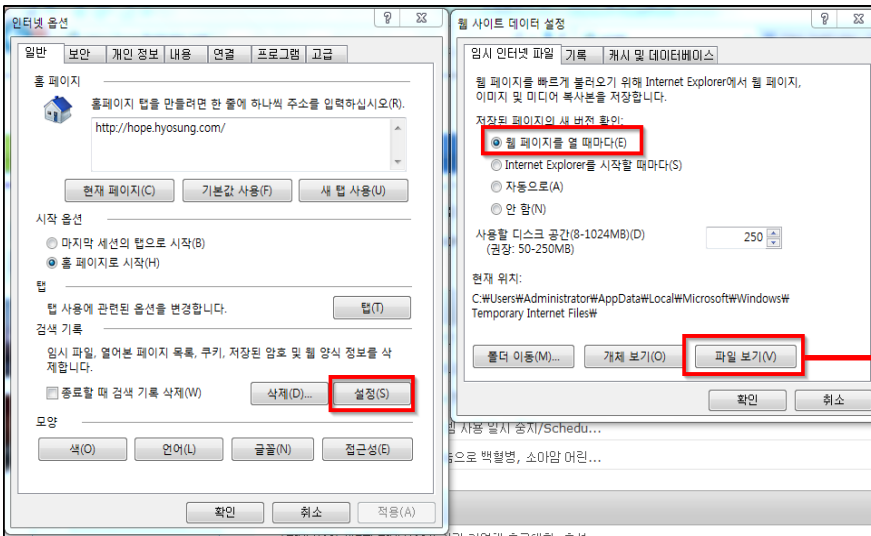 인터넷 옵션
일반 보안 개인 정보 내용 연결 프로그램 고급
홈 페이지
홈페이지 탭을 만들려면 한 줄에 하나씩 주소를 입력하십시오(R).
http://hope.hyosung.com/
현재 페이지(C) 기본값 사용(F) 새 탭 사용(U)
시작 옵션
마지막 세션의 탭으로 시작(B)
홈 페이지로 시작(H)
탭
탭 사용에 관련된 옵션을 변경합니다. 탭(T)
검색 기록
임시 파일, 열어본 페이지 목록, 쿠키, 저장된 암호 및 웹 양식 정보를 삭
제합니다.
종료할 때 검색 기록 삭제(W) 삭제(D)... 설정(S)
모양
색(O) 언어(L) 글꼴(N) 접근성(E)
확인 취소 적용(A)
웹 사이트 데이터 설정
임시 인터넷 파일 기록 캐시 및 데이터베이스
웹 페이지를 빠르게 불러오기 위해 Internet Explorer에서 웹 페이지,
이미지 및 미디어 복사본을 저장합니다.
저장된 페이지의 새 버전 확인:
웹 페이지를 열 때마다(E)
Internet Explorer를 시작할 때마다(S)
자동으로(A)
안 함(N)
사용할 디스크 공간(8-1024MB)(D) 250
(권장: 50-250MB)
현재 위치:
C:₩Users₩Administrator₩AppData₩Local₩Microsoft₩Windows₩
Temporary Internet Files₩
폴더 이동(M)... 개체 보기(O) 파일 보기(V)
확인 취소
사용 일시 중지/Schedu...
으로 백혈병, 소아암 어린...